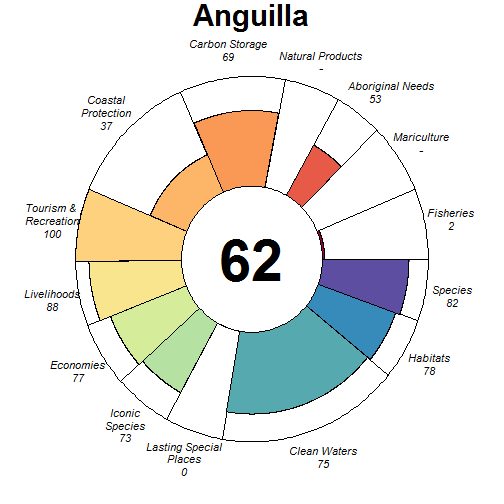 Anguilla
Carbon Storage
69
Natural Products
-
Aboriginal Needs
53
Mariculture
-
Fisheries
2
Species
82
Habitats
78
Clean Waters
75
Lasting Special
Places
0
Iconic
Species
73
Economies
77
Livelihoods
88
Tourism &
Recreation
100
Coastal
Protection
37
62